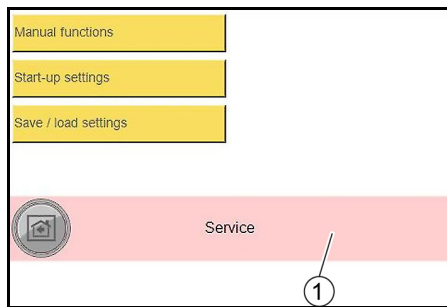 Manual functions
Start-up settings
Save / load settings
Service
1